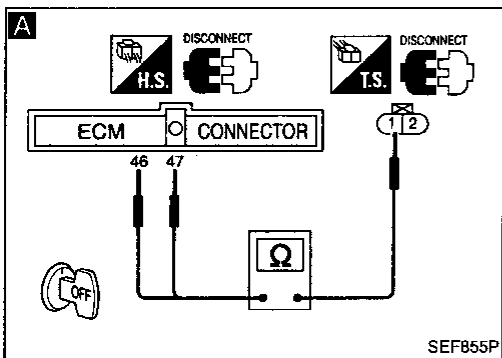 A
DISCONNECT
H.S.
DISCONNECT
T.S.
ECM CONNECTOR
1 2
46 47
Ω
OFF
SEF855P